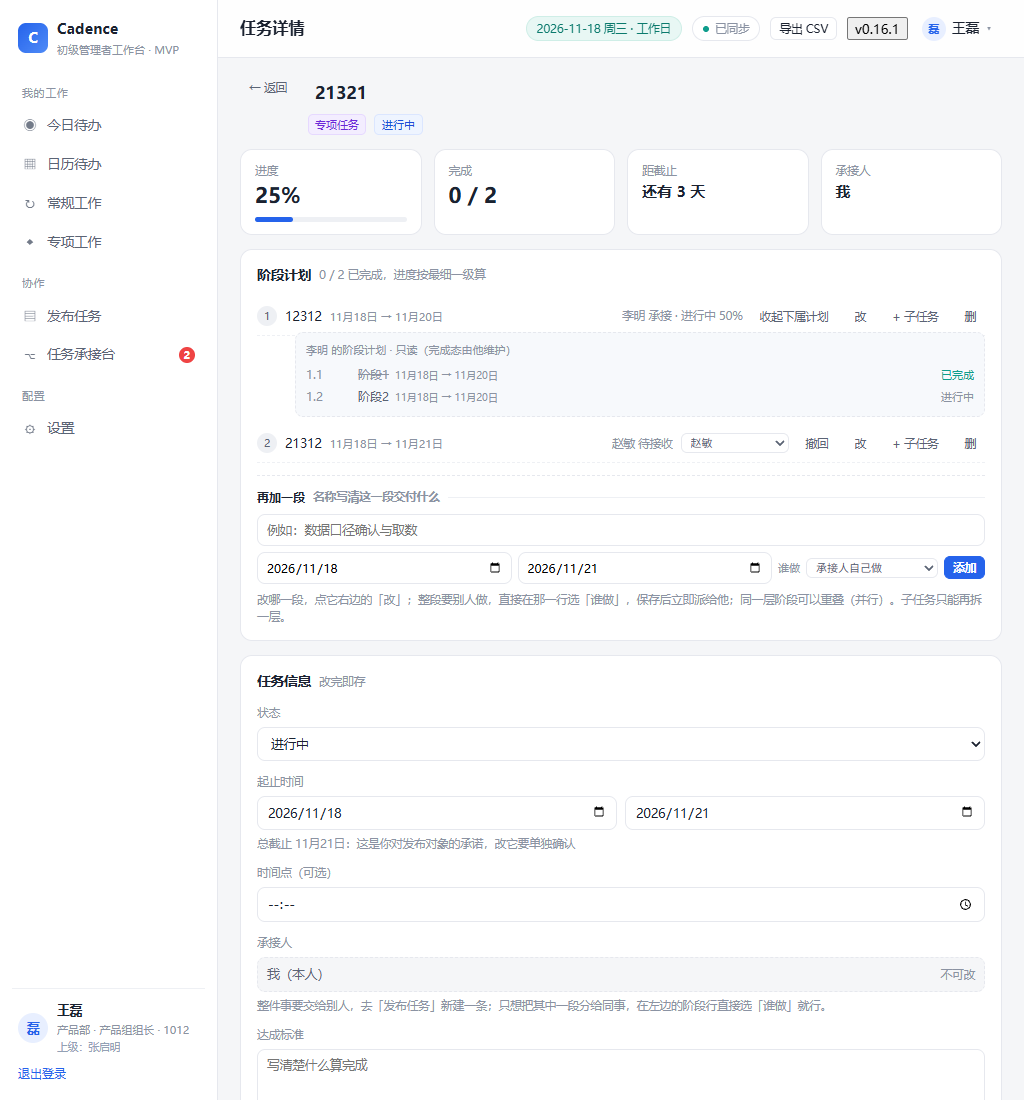 C
Cadence
初级管理者工作台 · MVP
我的工作
今日待办
日历待办
常规工作
专项工作
协作
发布任务
任务承接台 2
配置
设置
磊
王磊
产品部 · 产品组组长 · 1012
上级：张启明
退出登录
任务详情
2026-11-18 周三 · 工作日
已同步
导出 CSV
v0.16.1
磊 王磊
← 返回
21321
专项任务 进行中
进度
25%
完成
0 / 2
距截止
还有 3 天
承接人
我
阶段计划 0 / 2 已完成，进度按最细一级算
1 12312 11月18日 → 11月20日 李明 承接 · 进行中 50% 收起下属计划 改 + 子任务 删
李明 的阶段计划 · 只读（完成态由他维护）
1.1 阶段1 11月18日 → 11月20日 已完成
1.2 阶段2 11月18日 → 11月20日 进行中
2 21312 11月18日 → 11月21日 赵敏 待接收 赵敏 撤回 改 + 子任务 删
再加一段 名称写清这一段交付什么
例如：数据口径确认与取数
2026/11/18 2026/11/21 谁做 承接人自己做 添加
改哪一段，点它右边的「改」；整段要别人做，直接在那一行选「谁做」，保存后立即派给他；同一层阶段可以重叠（并行）。子任务只能再拆
一层。
任务信息 改完即存
状态
进行中
起止时间
2026/11/18 2026/11/21
总截止 11月21日：这是你对发布对象的承诺，改它要单独确认
时间点（可选）
--:--
承接人
我（本人） 不可改
整件事要交给别人，去「发布任务」新建一条；只想把其中一段分给同事，在左边的阶段行直接选「谁做」就行。
达成标准
写清楚什么算完成